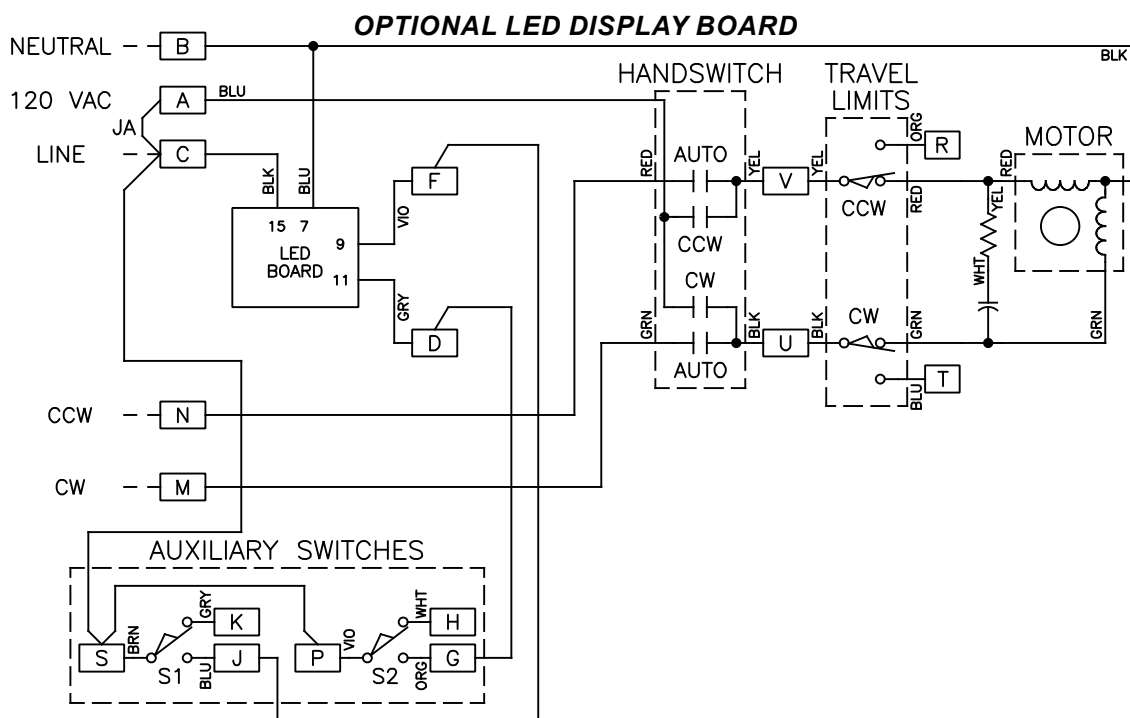 OPTIONAL LED DISPLAY BOARD
NEUTRAL
B
BLK
HANDSWITCH
TRAVEL
LIMITS
120 VAC
A
BLU
JA
LINE
C
ORG
R
MOTOR
AUTO
RED
YEL
V
YEL
RED
RED
YEL
CCW
CCW
BLK
BLU
F
VIO
15 7
9
LED
BOARD
11
GRY
D
WHT
CW
CW
GRN
BLK
U
BLK
GRN
GRN
AUTO
T
BLU
CCW
N
CW
M
AUXILIARY SWITCHES
GRY
K
WHT
H
S
BRN
S1
BLU
J
P
VIO
S2
ORG
G